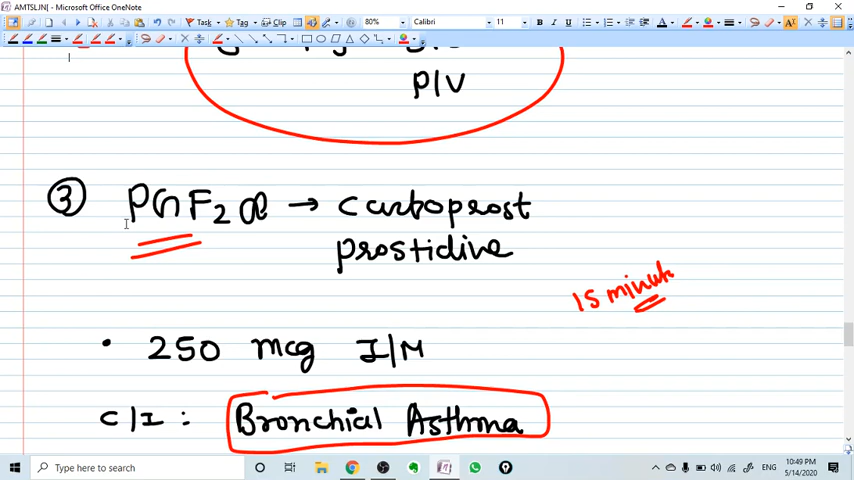 AMTSL.IN] - Microsoft Office OneNote
Task Tag Clip 80% Calibri 11 B I U
P/V
③ PGF2α → carboprost
prostidive
15 minute
• 250 mcg I/M
C/I : Bronchial Asthma
Type here to search
ENG
10:49 PM
5/14/2020